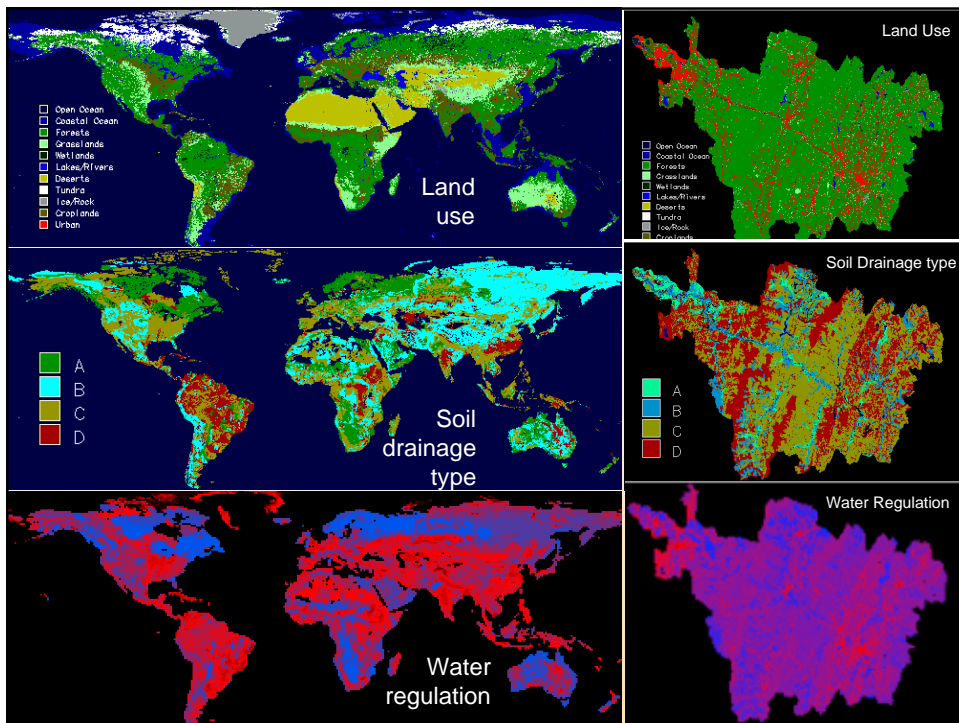 Open Ocean
Coastal Ocean
Forests
Grasslands
Wetlands
Lakes/Rivers
Deserts
Tundra
Ice/Rock
Croplands
Urban
Land
use
Land Use
Open Ocean
Coastal Ocean
Forests
Grasslands
Wetlands
Lakes/Rivers
Deserts
Tundra
Ice/Rock
Croplands
A
B
C
D
Soil
drainage
type
Soil Drainage type
A
B
C
D
Water
regulation
Water Regulation